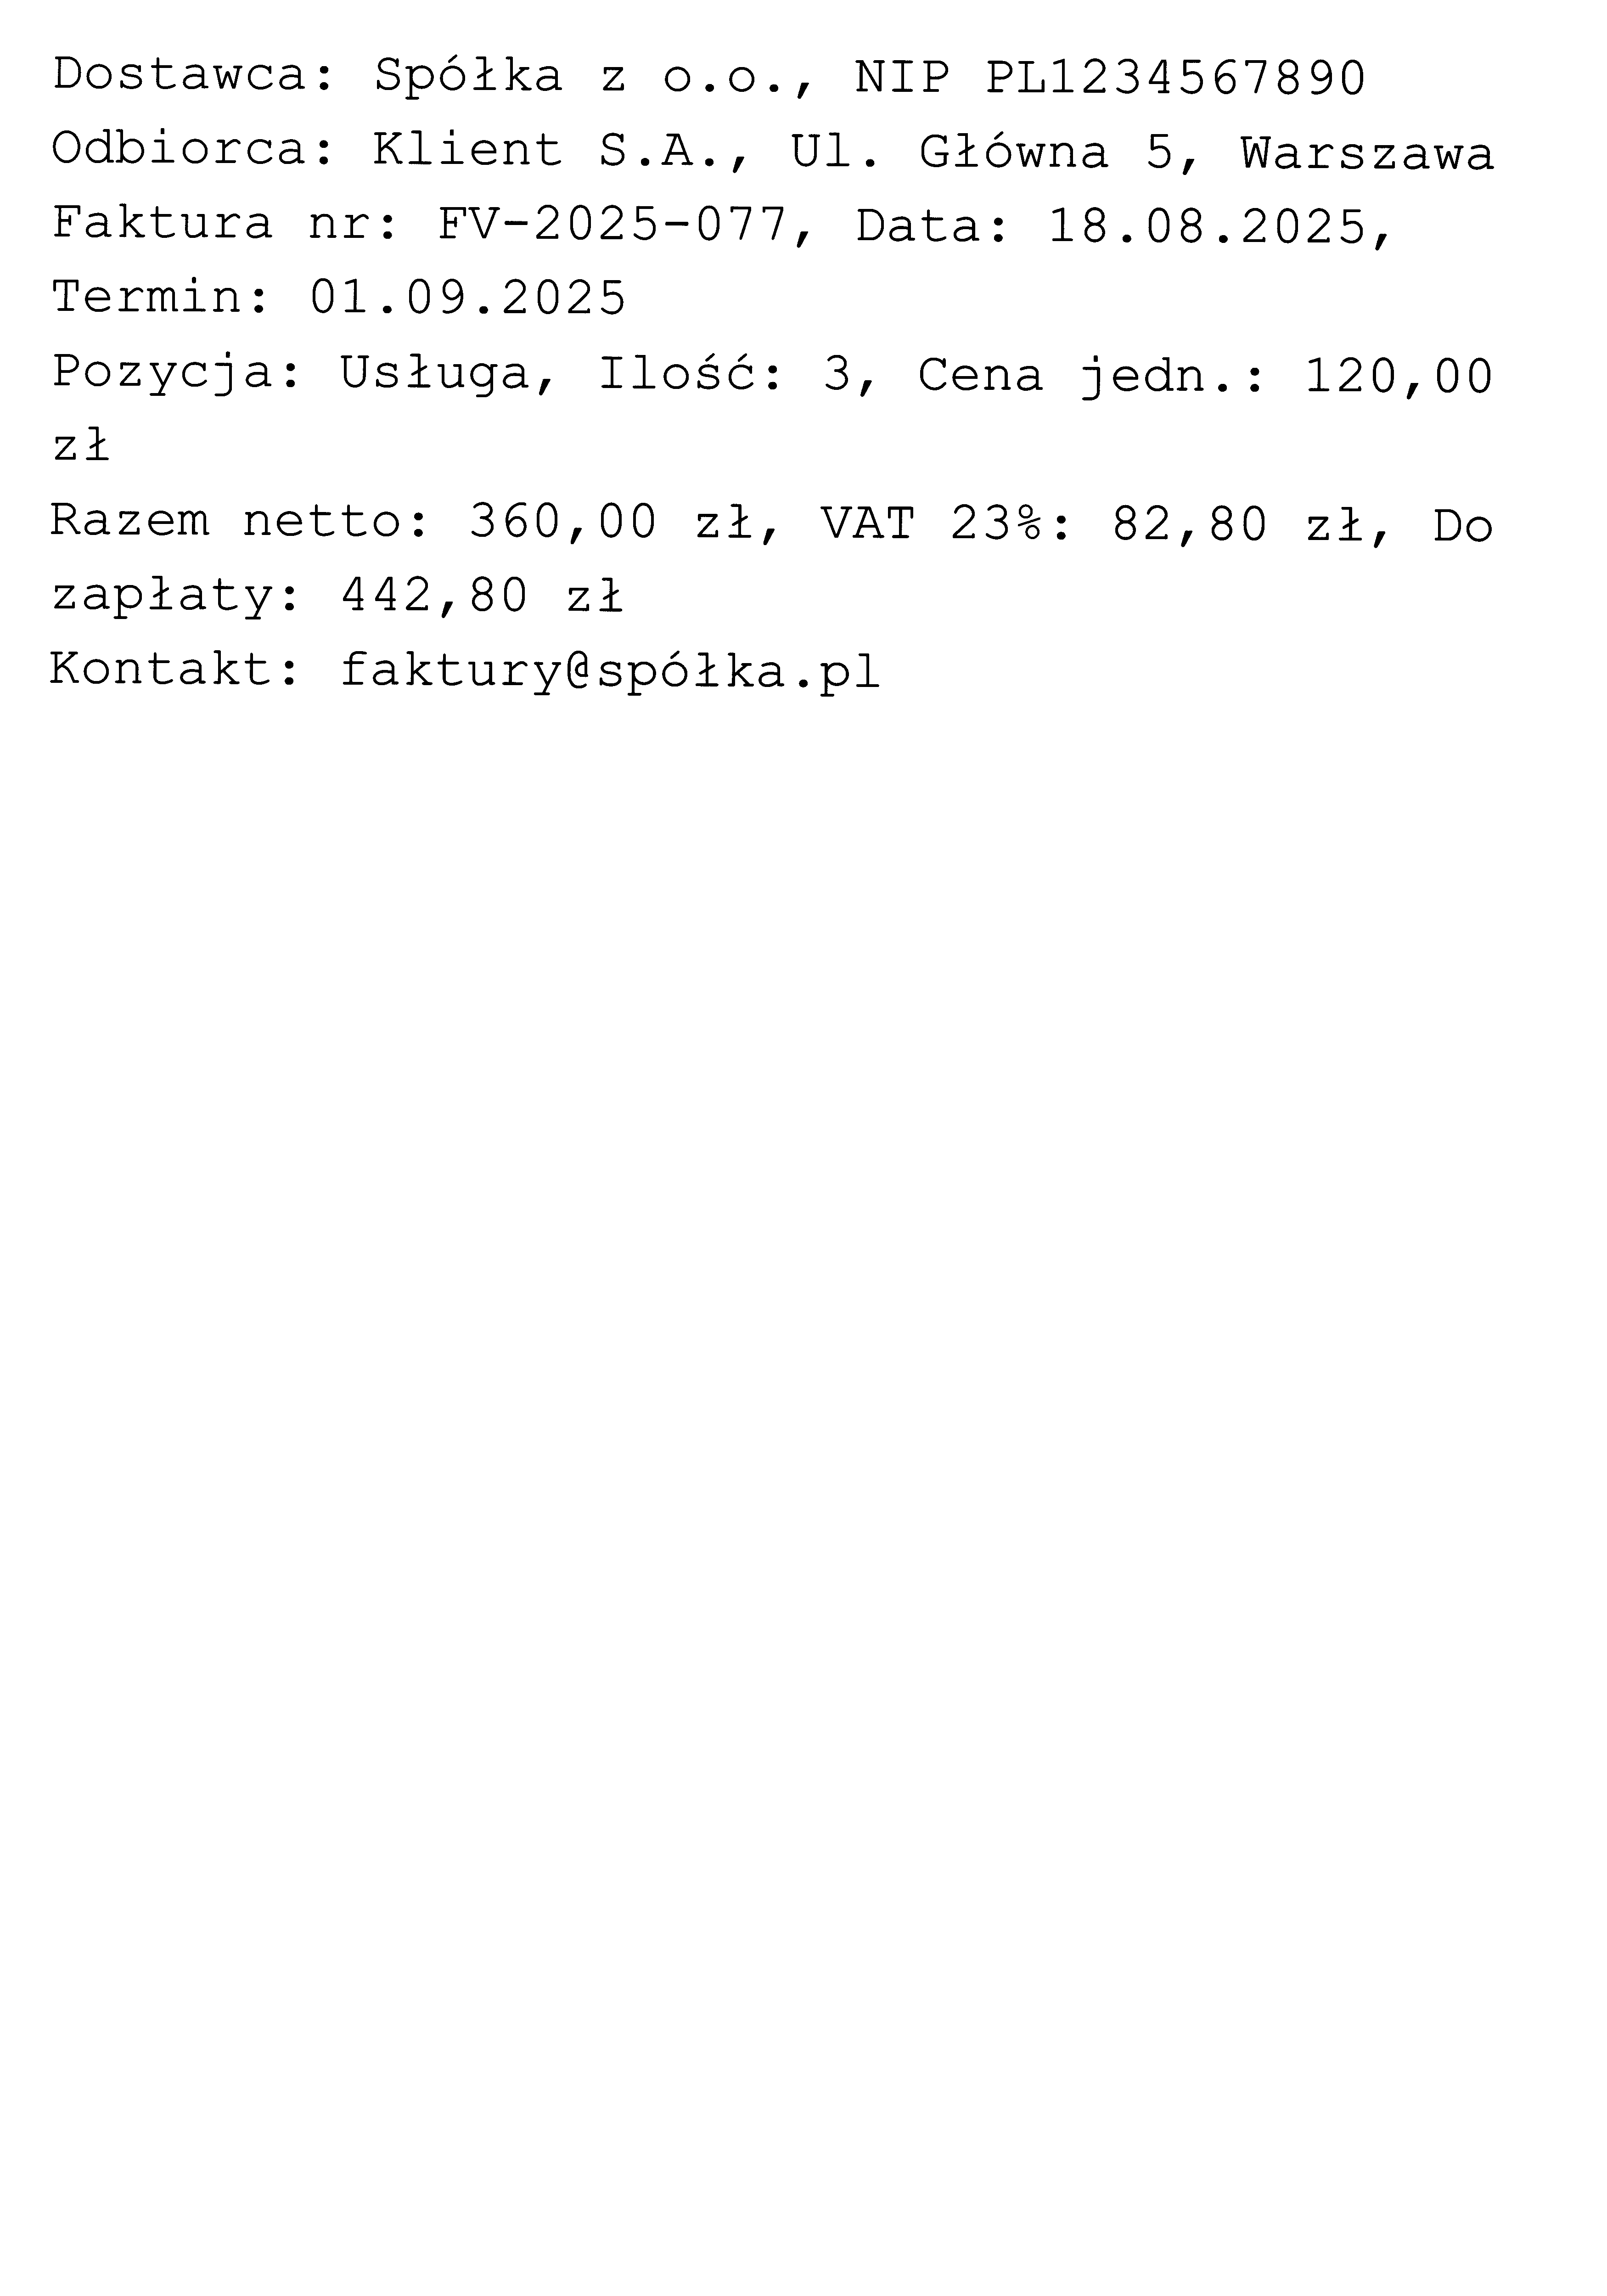 Dostawca: Spółka z o.o., NIP PL1234567890
Odbiorca: Klient S.A., Ul. Główna 5, Warszawa
Faktura nr: FV-2025-077, Data: 18.08.2025,
Termin: 01.09.2025
Pozycja: Usługa, Ilość: 3, Cena jedn.: 120,00
zł
Razem netto: 360,00 zł, VAT 23%: 82,80 zł, Do
zapłaty: 442,80 zł
Kontakt: faktury@spółka.pl